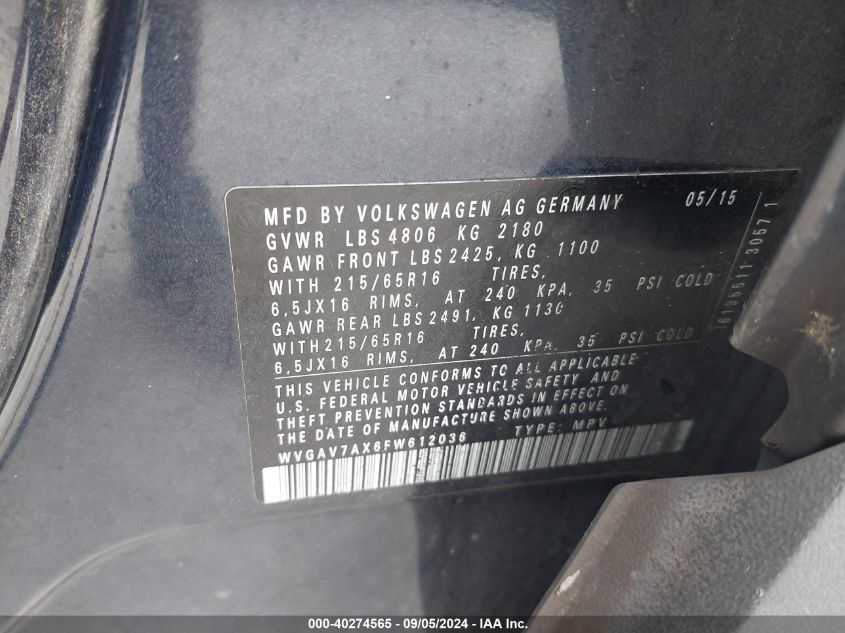 MFD BY VOLKSWAGEN AG GERMANY 05/15
GVWR LBS 4806 KG 2180
GAWR FRONT LBS 2425, KG 1100
WITH 215/65R16 TIRES,
6,5JX16 RIMS, AT 240 KPA, 35 PSI COLD
GAWR REAR LBS 2491, KG 1130
WITH 215/65R16 TIRES,
6,5JX16 RIMS, AT 240 KPA, 35 PSI COLD
THIS VEHICLE CONFORMS TO ALL APPLICABLE
U.S. FEDERAL MOTOR VEHICLE SAFETY AND
THEFT PREVENTION STANDARDS IN EFFECT ON
THE DATE OF MANUFACTURE SHOWN ABOVE.
WVGAV7AX6FW612036 TYPE: MPV
000-40274565 - 09/05/2024 - IAA Inc.